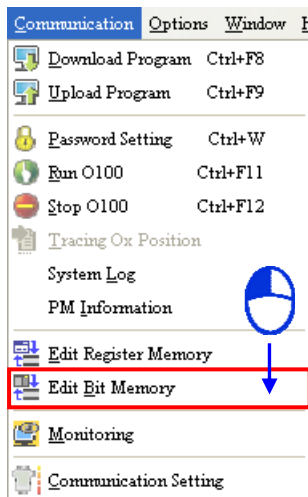 Communication Options Window
Download Program Ctrl+F8
Upload Program Ctrl+F9
Password Setting Ctrl+W
Run O100 Ctrl+F11
Stop O100 Ctrl+F12
Tracing Ox Position
System Log
PM Information
Edit Register Memory
Edit Bit Memory
Monitoring
Communication Setting